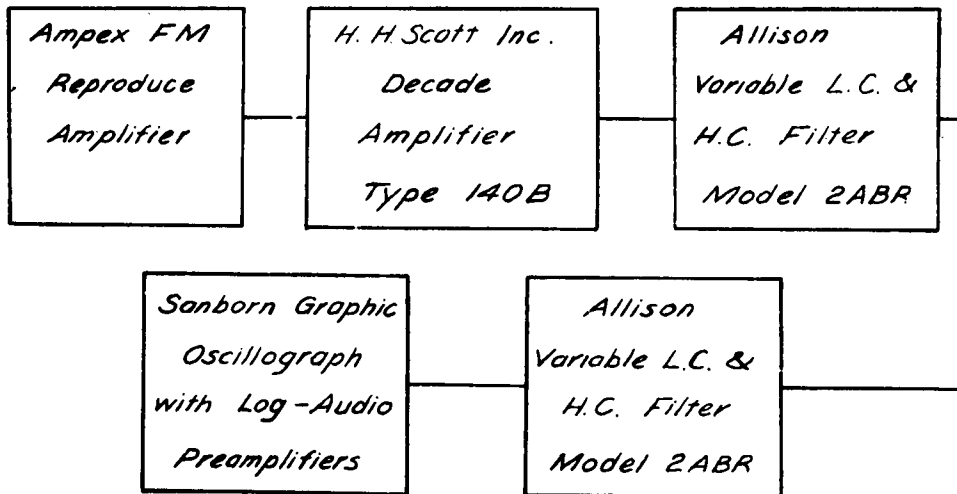 Ampex FM
Reproduce
Amplifier
H. H. Scott Inc.
Decade
Amplifier
Type 140B
Allison
Variable L.C. &
H.C. Filter
Model 2ABR
Sanborn Graphic
Oscillograph
with Log-Audio
Preamplifiers
Allison
Variable L.C. &
H.C. Filter
Model 2ABR